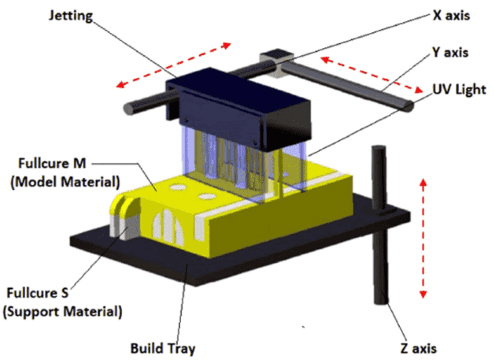 Jetting
X axis
Y axis
UV Light
Fullcure M
(Model Material)
Fullcure S
(Support Material)
Build Tray
Z axis